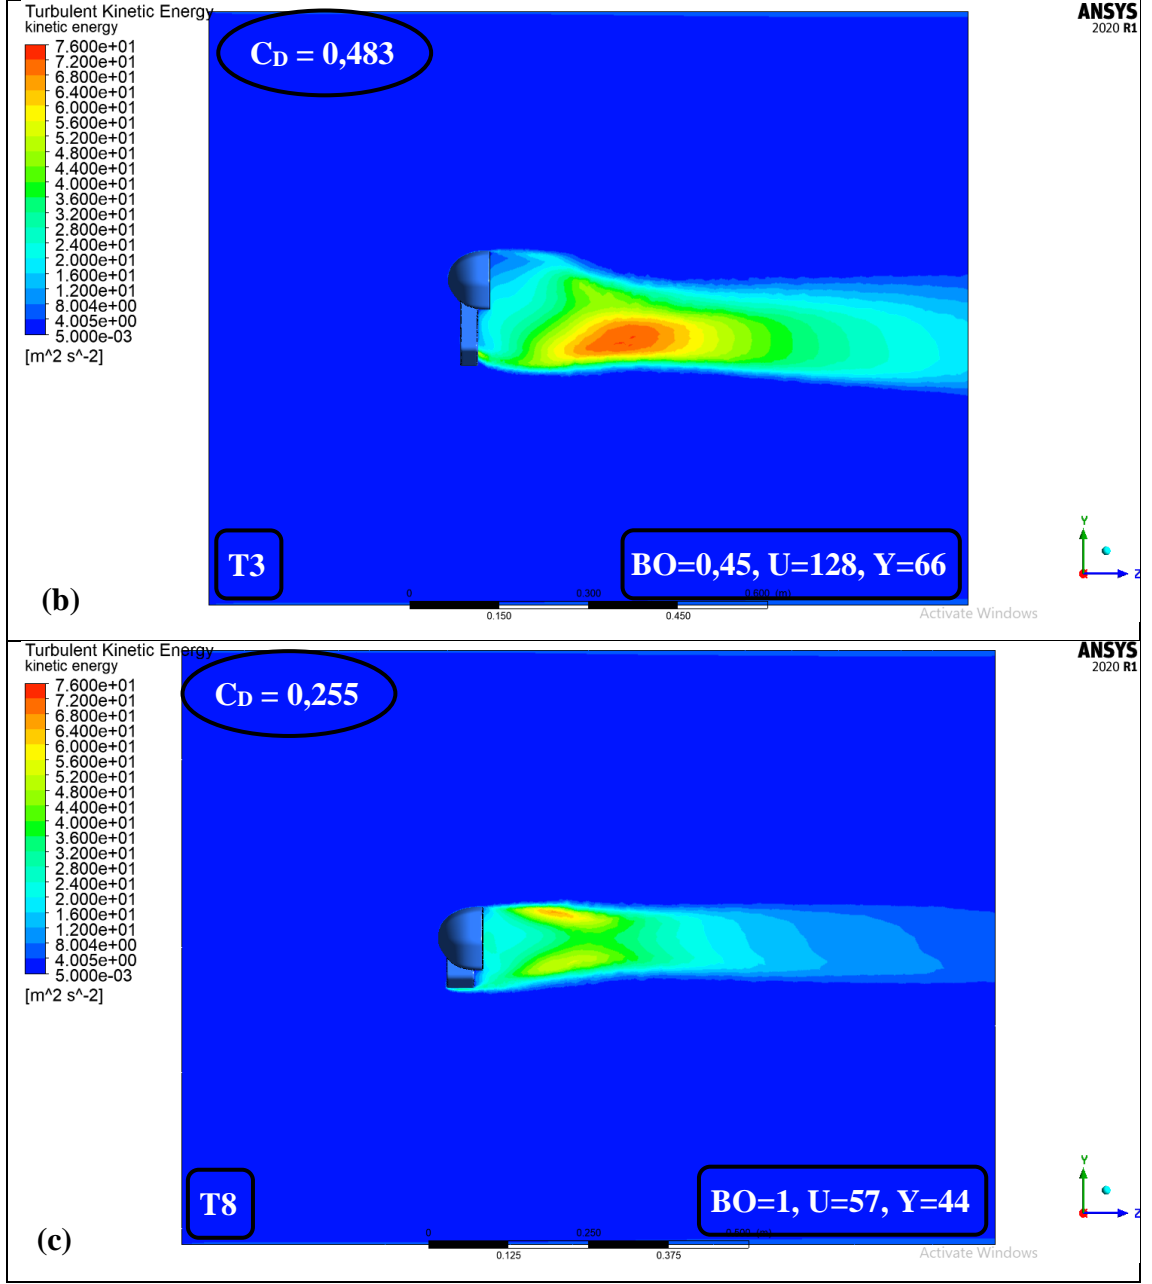 Turbulent Kinetic Energy
kinetic energy
7.600e+01
7.200e+01
6.800e+01
6.400e+01
6.000e+01
5.600e+01
5.200e+01
4.800e+01
4.400e+01
4.000e+01
3.600e+01
3.200e+01
2.800e+01
2.400e+01
2.000e+01
1.600e+01
1.200e+01
8.004e+00
4.005e+00
5.000e-03
[m^2 s^-2]
C_D = 0,483
ANSYS
2020 R1
T3
BO=0,45, U=128, Y=66
0 0.300 0.600 (m)
0.150 0.450
Y
Z
Activate Windows
(b)
Turbulent Kinetic Energy
kinetic energy
7.600e+01
7.200e+01
6.800e+01
6.400e+01
6.000e+01
5.600e+01
5.200e+01
4.800e+01
4.400e+01
4.000e+01
3.600e+01
3.200e+01
2.800e+01
2.400e+01
2.000e+01
1.600e+01
1.200e+01
8.004e+00
4.005e+00
5.000e-03
[m^2 s^-2]
C_D = 0,255
ANSYS
2020 R1
T8
BO=1, U=57, Y=44
0 0.250 0.500 (m)
0.125 0.375
Y
Z
Activate Windows
(c)